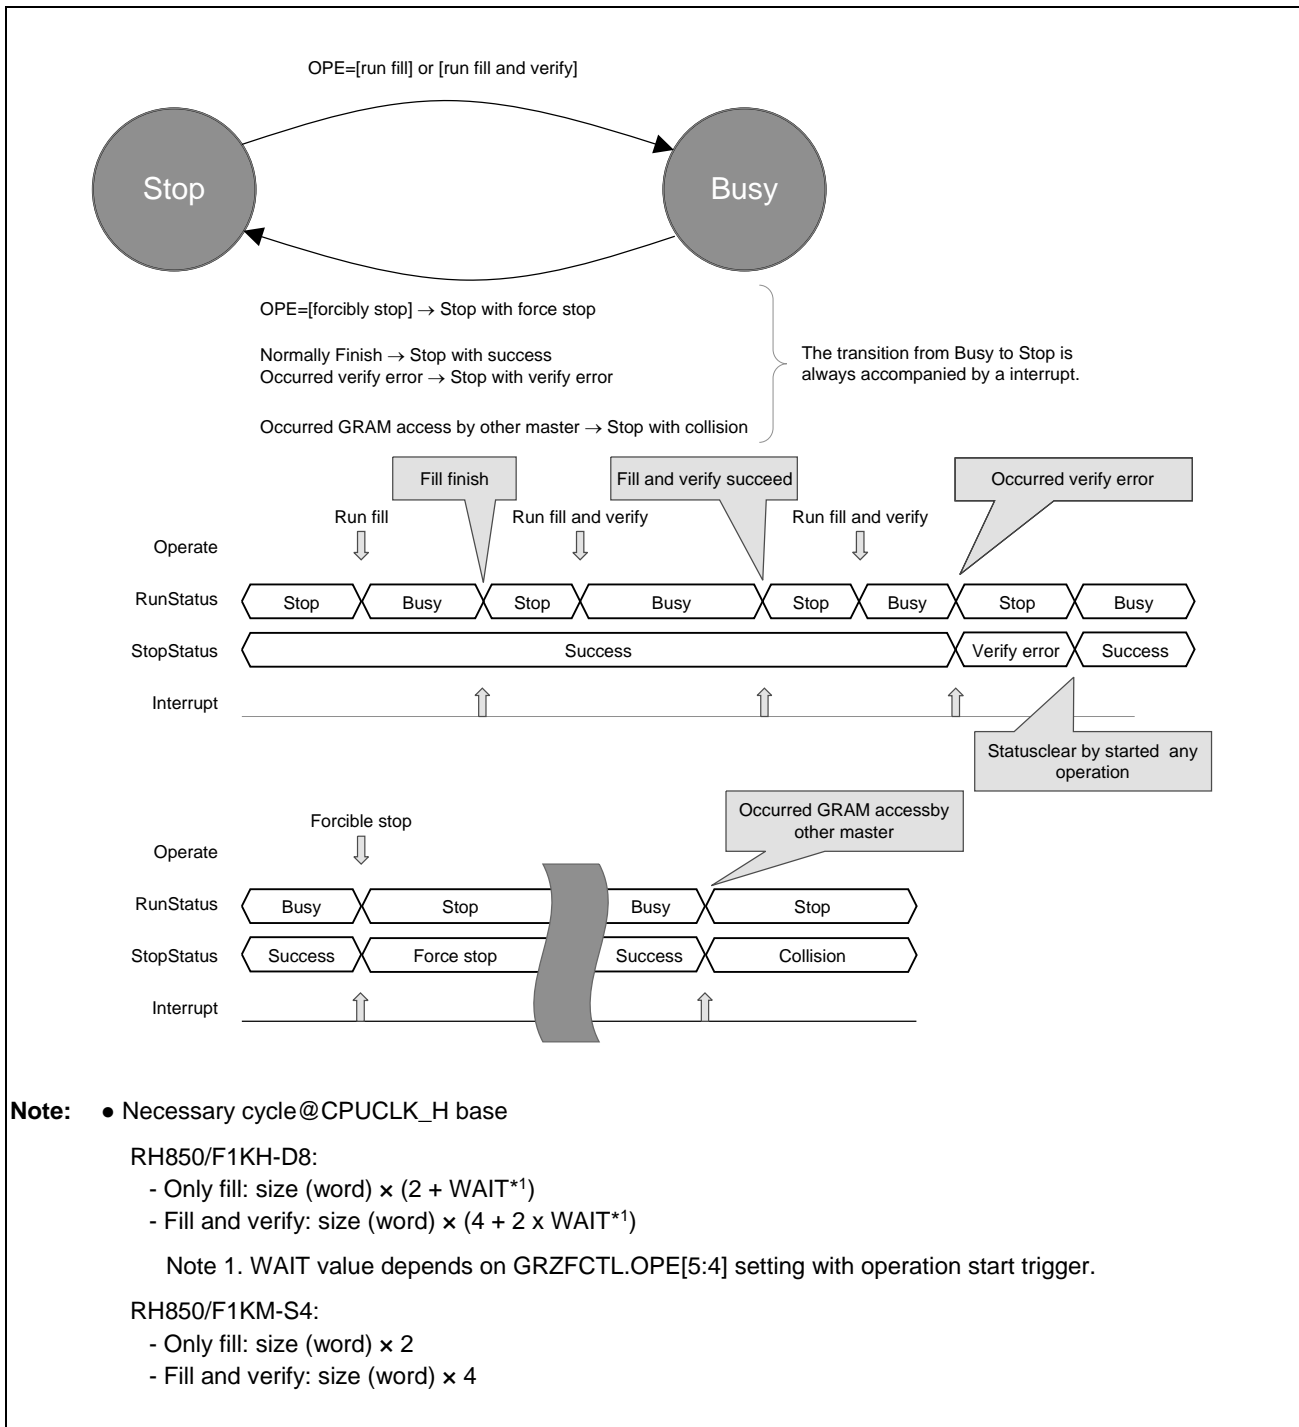 OPE=[run fill] or [run fill and verify]
Stop
Busy
OPE=[forcibly stop] → Stop with force stop
Normally Finish → Stop with success
Occurred verify error → Stop with verify error
Occurred GRAM access by other master → Stop with collision
The transition from Busy to Stop is
always accompanied by a interrupt.
Fill finish
Fill and verify succeed
Occurred verify error
Run fill
Run fill and verify
Run fill and verify
Operate
RunStatus
Stop
Busy
Stop
Busy
Stop
Busy
Stop
Busy
StopStatus
Success
Verify error
Success
Interrupt
Statusclear by started  any
operation
Occurred GRAM accessby
other master
Forcible stop
Operate
RunStatus
Busy
Stop
Busy
Stop
StopStatus
Success
Force stop
Success
Collision
Interrupt
Note: ● Necessary cycle@CPUCLK_H base
RH850/F1KH-D8:
- Only fill: size (word) × (2 + WAIT*1)
- Fill and verify: size (word) × (4 + 2 x WAIT*1)
Note 1. WAIT value depends on GRZFCTL.OPE[5:4] setting with operation start trigger.
RH850/F1KM-S4:
- Only fill: size (word) × 2
- Fill and verify: size (word) × 4